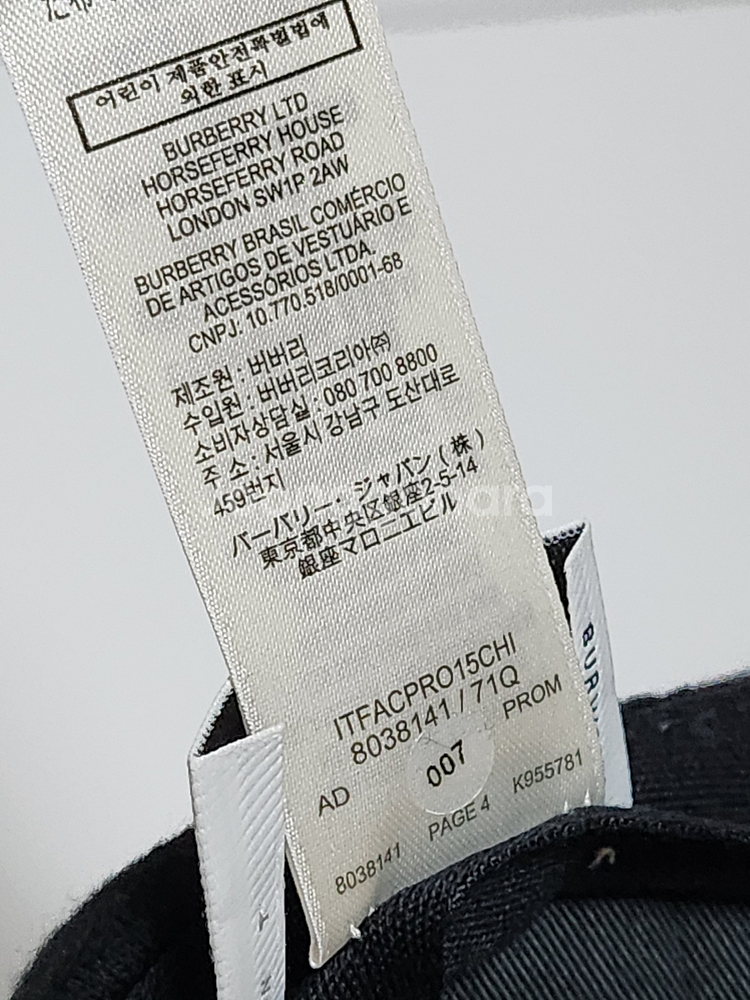 어린이 제품안전특별법에
의한 표시
BURBERRY LTD
HORSEFERRY HOUSE
HORSEFERRY ROAD
LONDON SW1P 2AW
BURBERRY BRASIL COMÉRCIO
DE ARTIGOS DE VESTUÁRIO E
ACESSÓRIOS LTDA.
CNPJ: 10.770.518/0001-68
제조원 : 버버리
수입원 : 버버리코리아㈜
소비자상담실 : 080 700 8800
주 소 : 서울시 강남구 도산대로
459번지
バーバリー・ジャパン(株)
東京都中央区銀座2-5-14
銀座マロニエビル
ITFACPRO15CHI
8038141 / 71Q
AD 007 PROM
8038141 PAGE 4 K955781